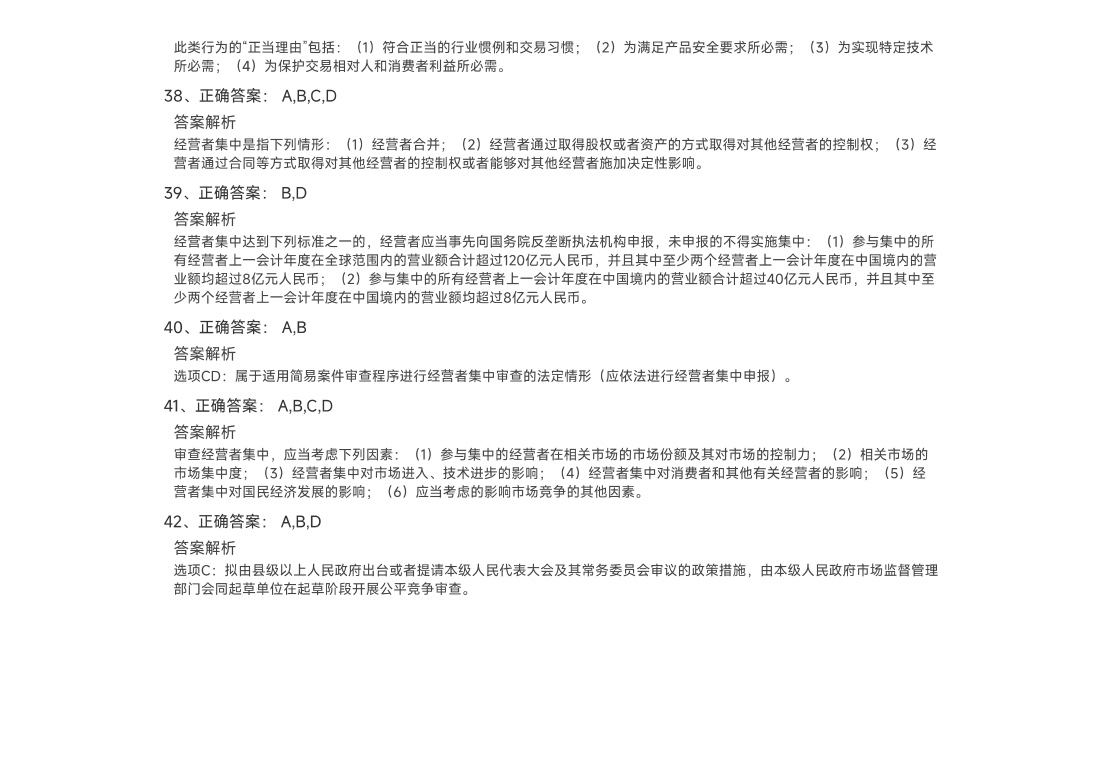 此类行为的“正当理由”包括：（1）符合正当的行业惯例和交易习惯；（2）为满足产品安全要求所必需；（3）为实现特定技术
所必需；（4）为保护交易相对人和消费者利益所必需。
38、正确答案： A,B,C,D
答案解析
经营者集中是指下列情形：（1）经营者合并；（2）经营者通过取得股权或者资产的方式取得对其他经营者的控制权；（3）经
营者通过合同等方式取得对其他经营者的控制权或者能够对其他经营者施加决定性影响。
39、正确答案： B,D
答案解析
经营者集中达到下列标准之一的，经营者应当事先向国务院反垄断执法机构申报，未申报的不得实施集中：（1）参与集中的所
有经营者上一会计年度在全球范围内的营业额合计超过120亿元人民币，并且其中至少两个经营者上一会计年度在中国境内的营
业额均超过8亿元人民币；（2）参与集中的所有经营者上一会计年度在中国境内的营业额合计超过40亿元人民币，并且其中至
少两个经营者上一会计年度在中国境内的营业额均超过8亿元人民币。
40、正确答案： A,B
答案解析
选项CD：属于适用简易案件审查程序进行经营者集中审查的法定情形（应依法进行经营者集中申报）。
41、正确答案： A,B,C,D
答案解析
审查经营者集中，应当考虑下列因素：（1）参与集中的经营者在相关市场的市场份额及其对市场的控制力；（2）相关市场的
市场集中度；（3）经营者集中对市场进入、技术进步的影响；（4）经营者集中对消费者和其他有关经营者的影响；（5）经
营者集中对国民经济发展的影响；（6）应当考虑的影响市场竞争的其他因素。
42、正确答案： A,B,D
答案解析
选项C：拟由县级以上人民政府出台或者提请本级人民代表大会及其常务委员会审议的政策措施，由本级人民政府市场监督管理
部门会同起草单位在起草阶段开展公平竞争审查。